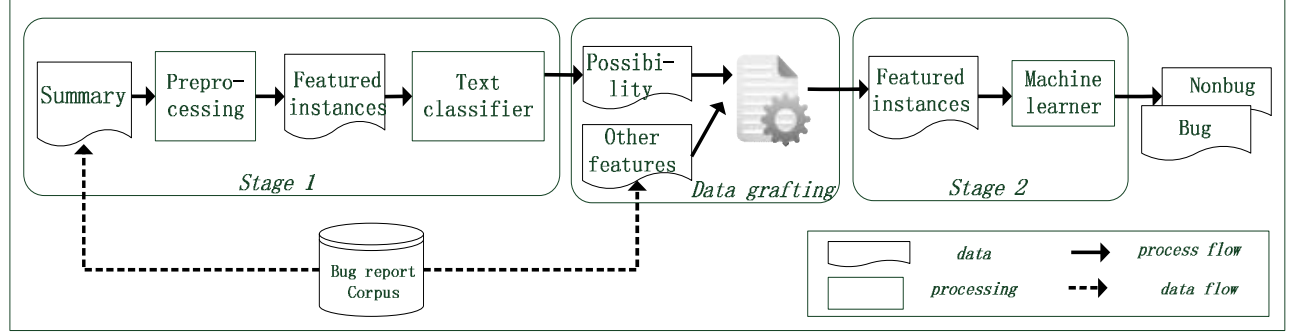 Summary
Prepro-
cessing
Featured
instances
Text
classifier
Stage 1
Possibi-
lity
Other
features
Data grafting
Featured
instances
Machine
learner
Stage 2
Nonbug
Bug
Bug report
Corpus
data
process flow
processing
data flow